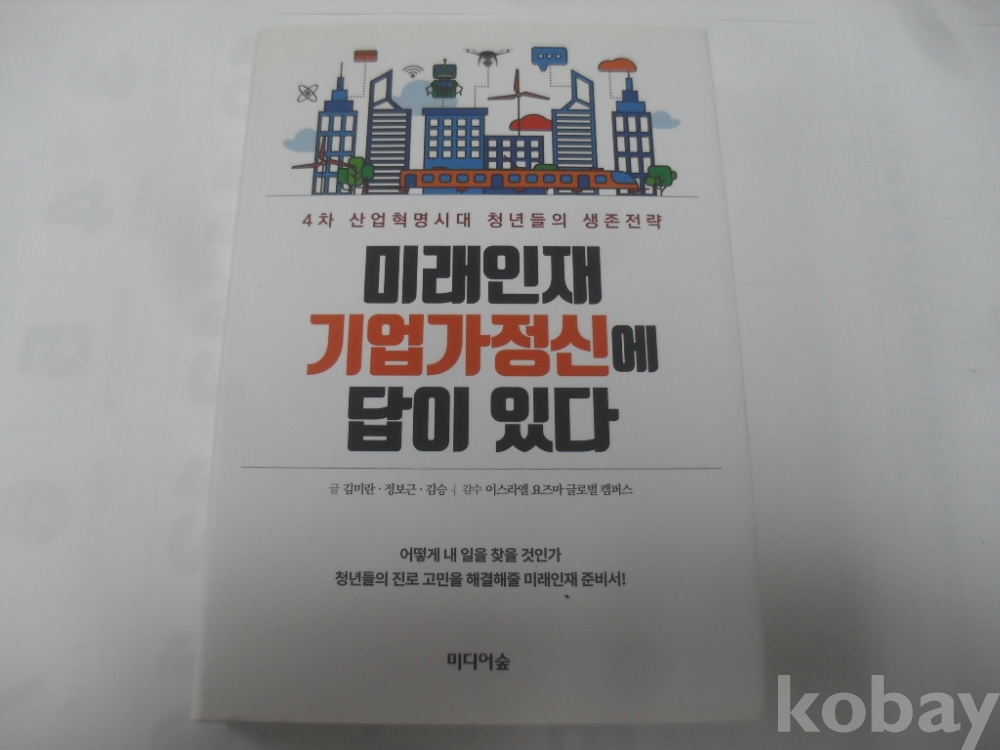 4차 산업혁명시대 청년들의 생존전략
미래인재
기업가정신에
답이 있다
글 김미란 · 정보근 · 김승 | 감수 이스라엘 요즈마 글로벌 캠퍼스
어떻게 내 일을 찾을 것인가
청년들의 진로 고민을 해결해줄 미래인재 준비서!
미디어숲
kobay